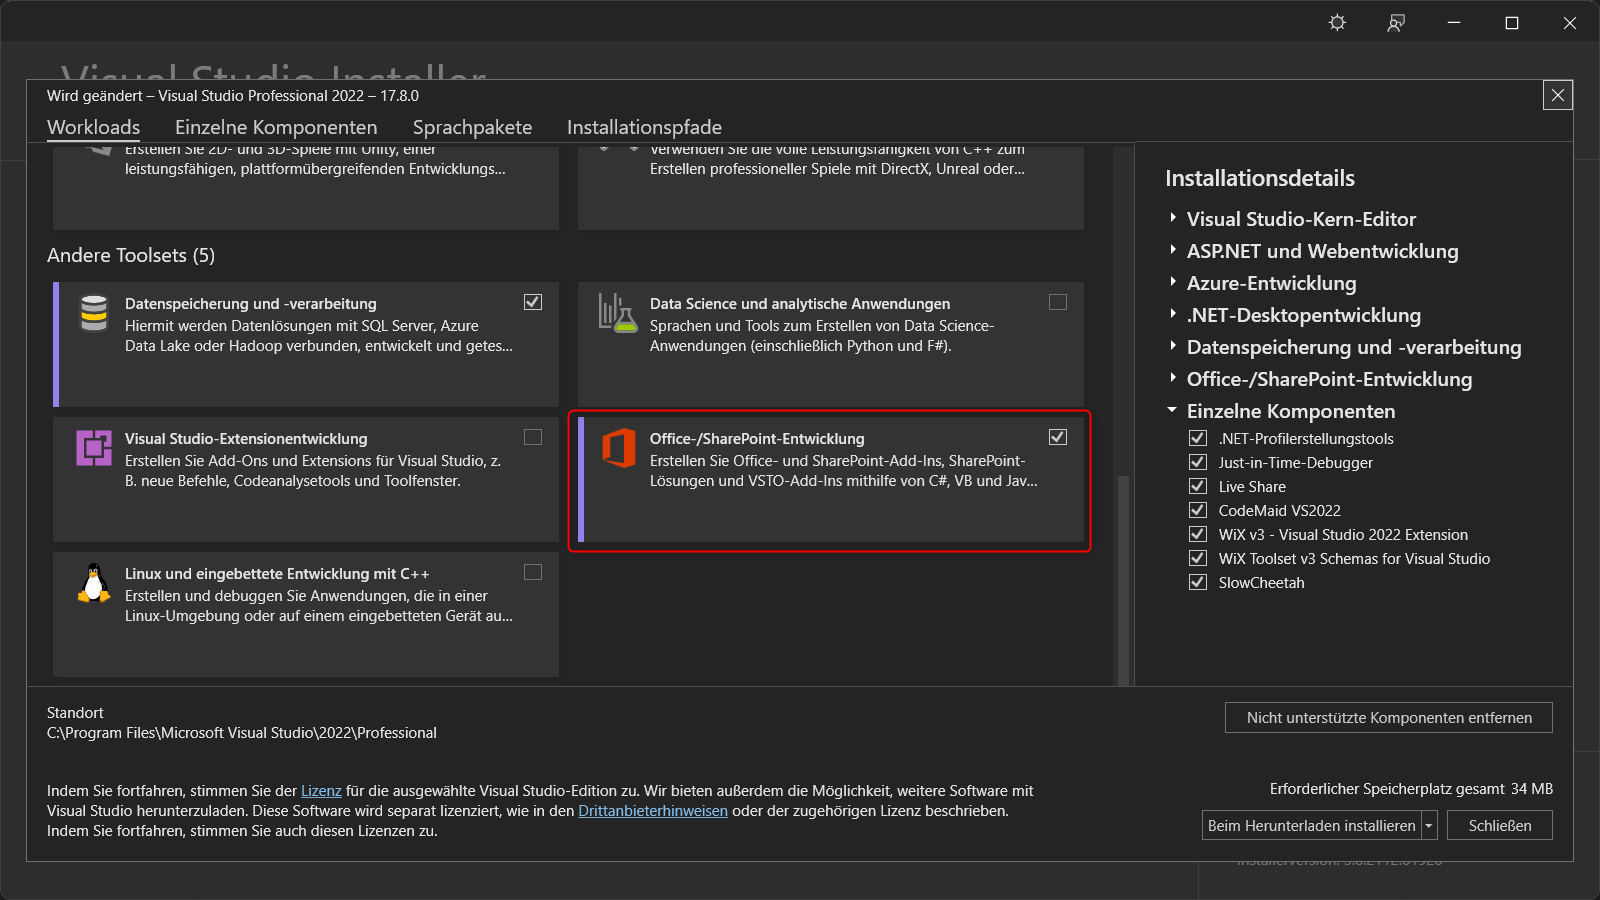 Visual Studio Installer
Wird geändert – Visual Studio Professional 2022 – 17.8.0
Workloads
Einzelne Komponenten
Sprachpakete
Installationspfade
Erstellen Sie 2D- und 3D-Spiele mit Unity, einer
leistungsfähigen, plattformübergreifenden Entwicklungs...
Verwenden Sie die volle Leistungsfähigkeit von C++ zum
Erstellen professioneller Spiele mit DirectX, Unreal oder...
Andere Toolsets (5)
Datenspeicherung und -verarbeitung
Hiermit werden Datenlösungen mit SQL Server, Azure
Data Lake oder Hadoop verbunden, entwickelt und getes...
Data Science und analytische Anwendungen
Sprachen und Tools zum Erstellen von Data Science-
Anwendungen (einschließlich Python und F#).
Visual Studio-Extensionentwicklung
Erstellen Sie Add-Ons und Extensions für Visual Studio, z.
B. neue Befehle, Codeanalysetools und Toolfenster.
Office-/SharePoint-Entwicklung
Erstellen Sie Office- und SharePoint-Add-Ins, SharePoint-
Lösungen und VSTO-Add-Ins mithilfe von C#, VB und Jav...
Linux und eingebettete Entwicklung mit C++
Erstellen und debuggen Sie Anwendungen, die in einer
Linux-Umgebung oder auf einem eingebetteten Gerät au...
Installationsdetails
Visual Studio-Kern-Editor
ASP.NET und Webentwicklung
Azure-Entwicklung
.NET-Desktopentwicklung
Datenspeicherung und -verarbeitung
Office-/SharePoint-Entwicklung
Einzelne Komponenten
.NET-Profilerstellungstools
Just-in-Time-Debugger
Live Share
CodeMaid VS2022
WiX v3 - Visual Studio 2022 Extension
WiX Toolset v3 Schemas for Visual Studio
SlowCheetah
Standort
C:\Program Files\Microsoft Visual Studio\2022\Professional
Nicht unterstützte Komponenten entfernen
Indem Sie fortfahren, stimmen Sie der Lizenz für die ausgewählte Visual Studio-Edition zu. Wir bieten außerdem die Möglichkeit, weitere Software mit
Visual Studio herunterzuladen. Diese Software wird separat lizenziert, wie in den Drittanbieterhinweisen oder der zugehörigen Lizenz beschrieben.
Indem Sie fortfahren, stimmen Sie auch diesen Lizenzen zu.
Erforderlicher Speicherplatz gesamt 34 MB
Beim Herunterladen installieren
Schließen